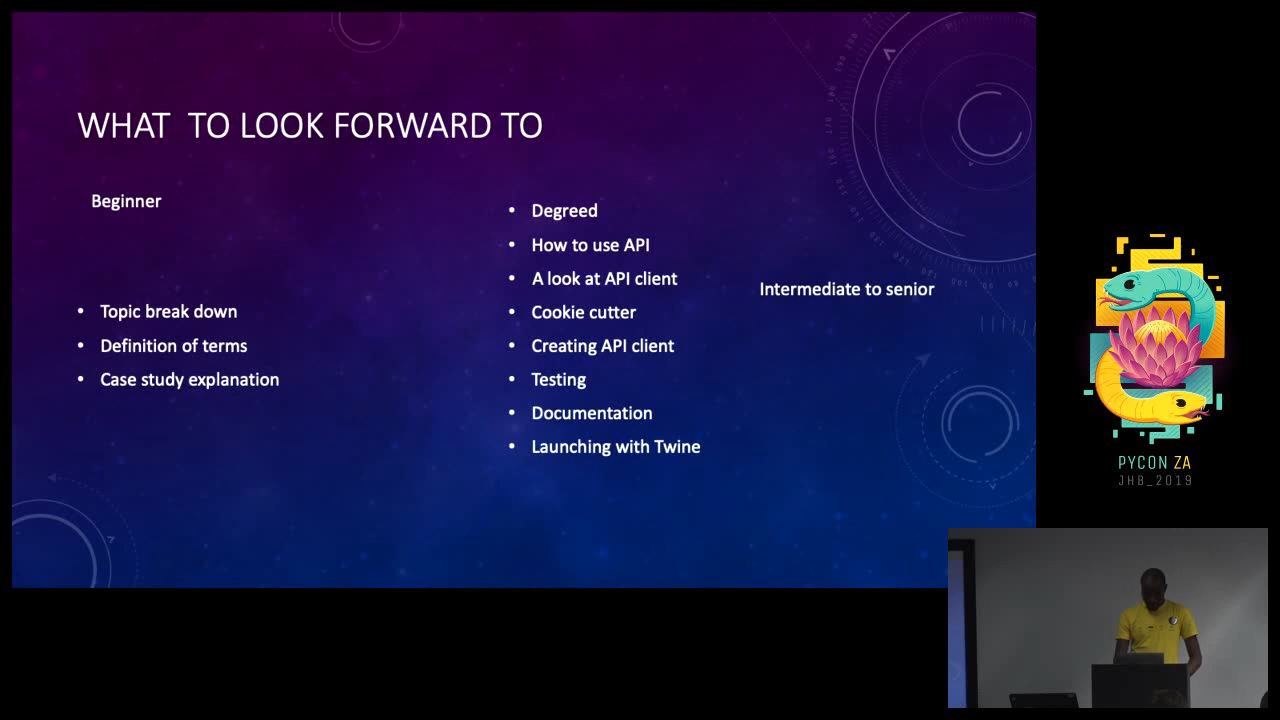 WHAT TO LOOK FORWARD TO
Beginner
• Topic break down
• Definition of terms
• Case study explanation
• Degreed
• How to use API
• A look at API client
• Cookie cutter
• Creating API client
• Testing
• Documentation
• Launching with Twine
Intermediate to senior
PYCON ZA
JHB_2019